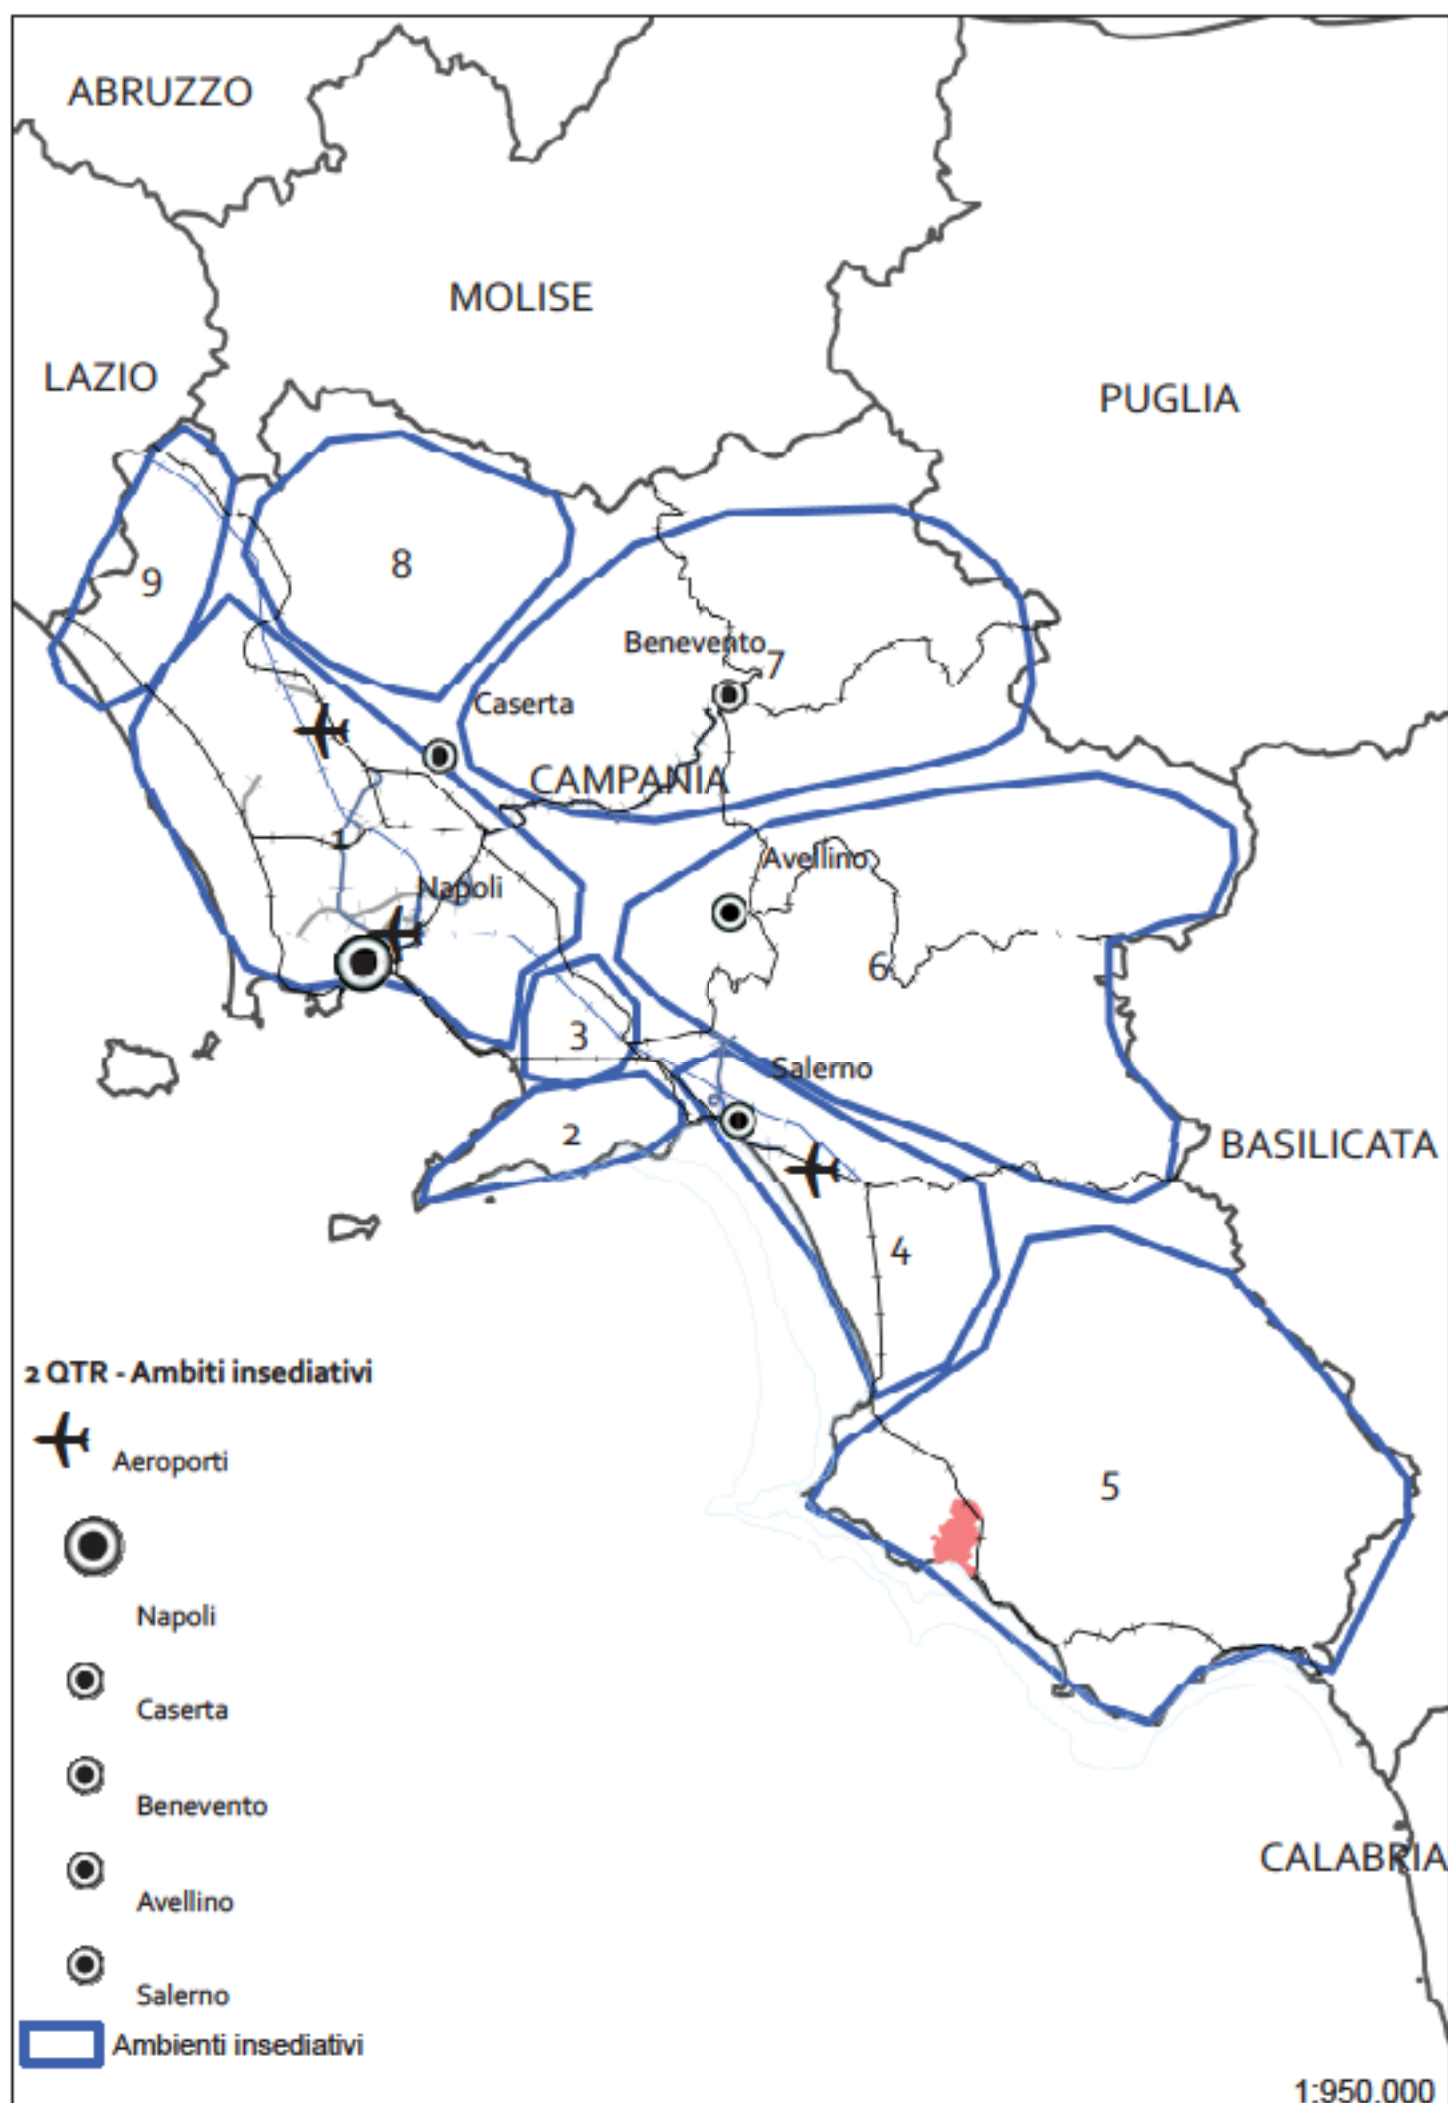 ABRUZZO
MOLISE
LAZIO
PUGLIA
8
9
Benevento
7
Caserta
CAMPANIA
1
Avellino
Napoli
6
3
Salerno
2
BASILICATA
4
2 QTR - Ambiti insediativi
Aeroporti
5
Napoli
Caserta
Benevento
CALABRIA
Avellino
Salerno
Ambienti insediativi
1:950.000